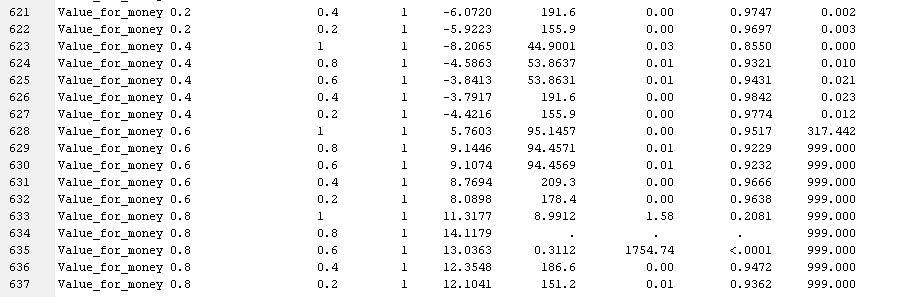 621 Value_for_money 0.2 0.4 1 -6.0720 191.6 0.00 0.9747 0.002
622 Value_for_money 0.2 0.2 1 -5.9223 155.9 0.00 0.9697 0.003
623 Value_for_money 0.4 1 1 -8.2065 44.9001 0.03 0.8550 0.000
624 Value_for_money 0.4 0.8 1 -4.5863 53.8637 0.01 0.9321 0.010
625 Value_for_money 0.4 0.6 1 -3.8413 53.8631 0.01 0.9431 0.021
626 Value_for_money 0.4 0.4 1 -3.7917 191.6 0.00 0.9842 0.023
627 Value_for_money 0.4 0.2 1 -4.4216 155.9 0.00 0.9774 0.012
628 Value_for_money 0.6 1 1 5.7603 95.1457 0.00 0.9517 317.442
629 Value_for_money 0.6 0.8 1 9.1446 94.4571 0.01 0.9229 999.000
630 Value_for_money 0.6 0.6 1 9.1074 94.4569 0.01 0.9232 999.000
631 Value_for_money 0.6 0.4 1 8.7694 209.3 0.00 0.9666 999.000
632 Value_for_money 0.6 0.2 1 8.0898 178.4 0.00 0.9638 999.000
633 Value_for_money 0.8 1 1 11.3177 8.9912 1.58 0.2081 999.000
634 Value_for_money 0.8 0.8 1 14.1179 . . . 999.000
635 Value_for_money 0.8 0.6 1 13.0363 0.3112 1754.74 <.0001 999.000
636 Value_for_money 0.8 0.4 1 12.3548 186.6 0.00 0.9472 999.000
637 Value_for_money 0.8 0.2 1 12.1041 151.2 0.01 0.9362 999.000